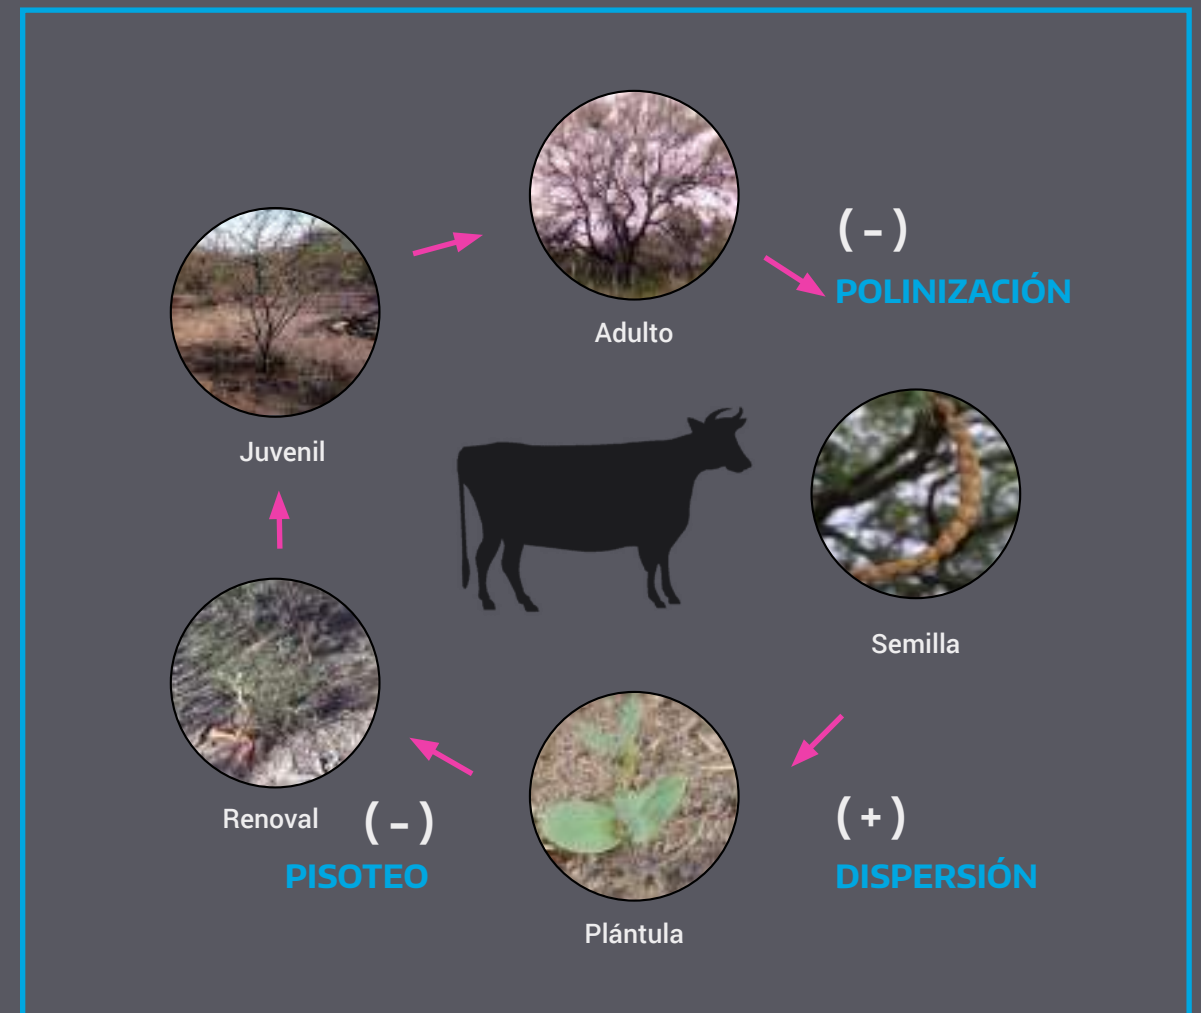 Adulto
(-)
POLINIZACIÓN
Juvenil
Semilla
Renoval
(-)
PISOTEO
(+)
DISPERSIÓN
Plántula